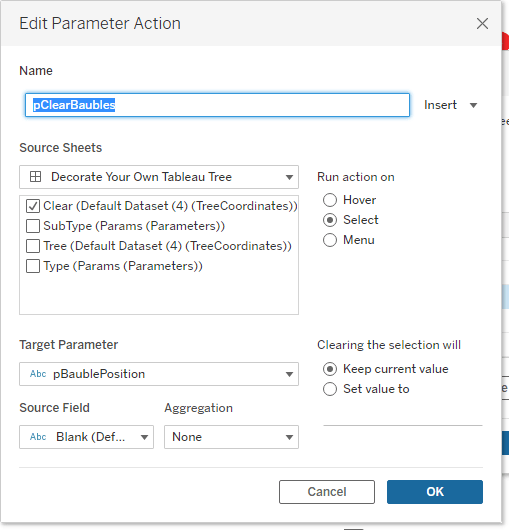 Edit Parameter Action
Name
pClearBaubles
Insert
Source Sheets
Decorate Your Own Tableau Tree
Run action on
Clear (Default Dataset (4) (TreeCoordinates))
Hover
SubType (Params (Parameters))
Select
Tree (Default Dataset (4) (TreeCoordinates))
Menu
Type (Params (Parameters))
Target Parameter
Clearing the selection will
Abc pBaublePosition
Keep current value
Set value to
Source Field
Aggregation
Abc Blank (Def...
None
Cancel
OK